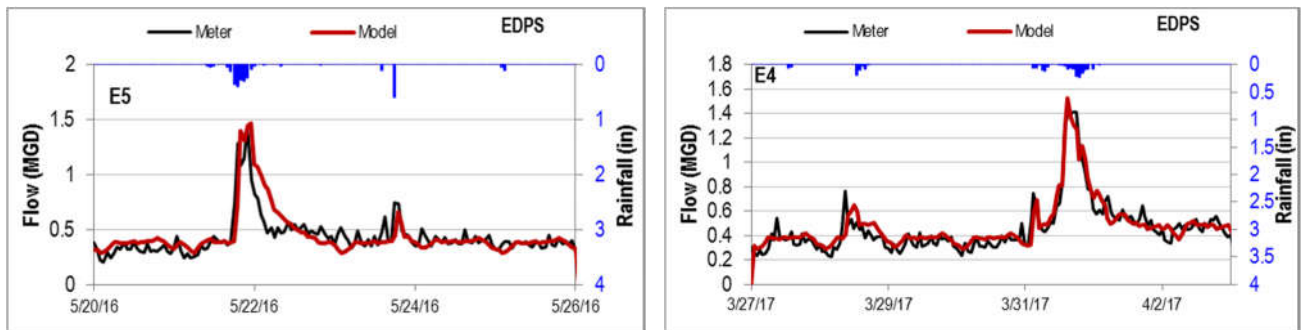 Meter Model EDPS
E5
Flow (MGD)
2
1.5
1
0.5
0
Rainfall (in)
0
1
2
3
4
5/20/16 5/22/16 5/24/16 5/26/16
Meter Model EDPS
E4
Flow (MGD)
1.8
1.6
1.4
1.2
1
0.8
0.6
0.4
0.2
0
Rainfall (in)
0
0.5
1
1.5
2
2.5
3
3.5
4
3/27/17 3/29/17 3/31/17 4/2/17